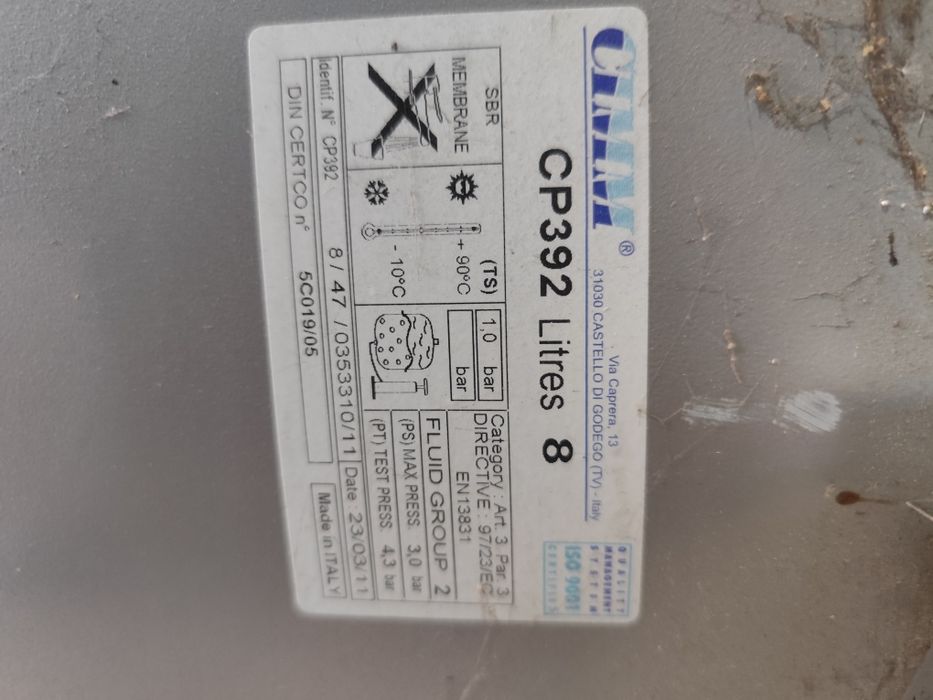 CIMM ®
Via Caprera, 13
31030 CASTELLO DI GODEGO (TV) - Italy
QUALITY
MANAGEMENT
SYSTEM
ISO 9001
CERTIFIED
CP392 Litres 8
SBR
MEMBRANE
(TS)
+ 90°C
- 10°C
1,0 bar
bar
Category : Art. 3 Par. 3
DIRECTIVE : 97/23/EC
EN13831
FLUID GROUP 2
(PS) MAX PRESS. 3,0 bar
(PT) TEST PRESS. 4,3 bar
Identif. N° CP392 8 / 47 / 0353310/11 Date : 23/03/11
DIN CERTCO n° 5C019/05
Made in ITALY